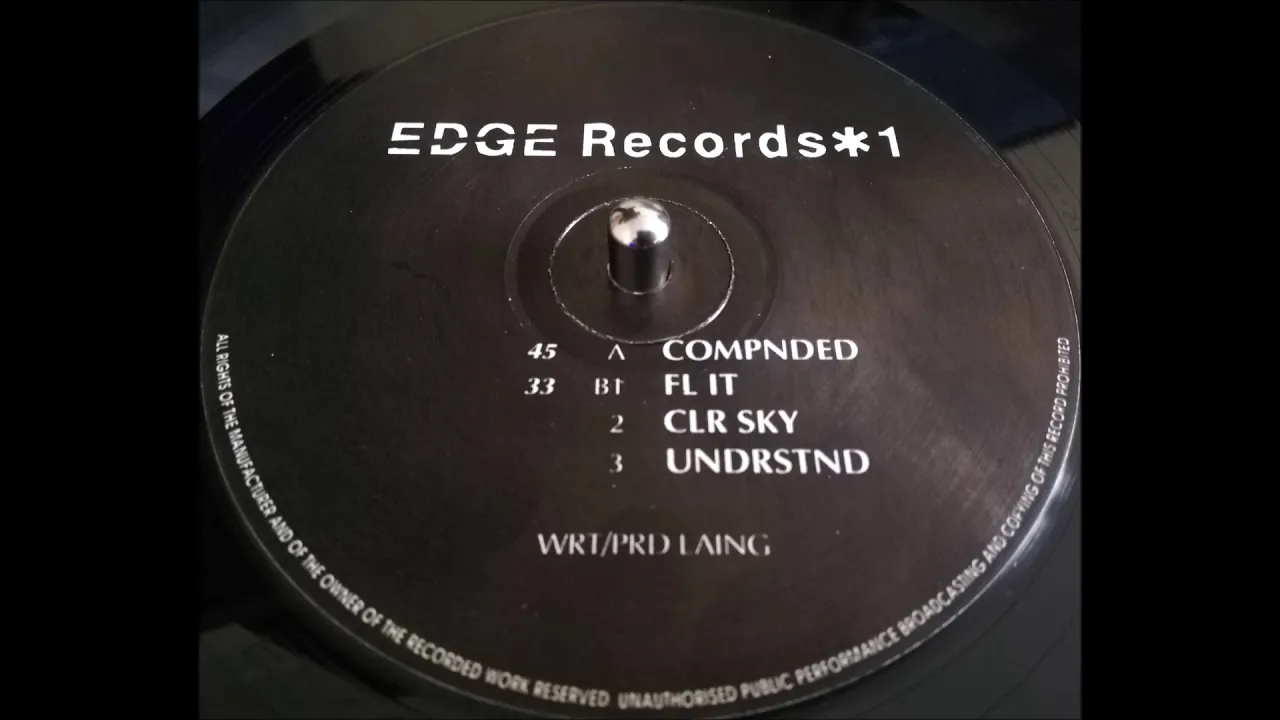 EDGE Records*1
45 A COMPNDED
33 B1 FL IT
2 CLR SKY
3 UNDRSTND
WRT/PRD LAING
ALL RIGHTS OF THE MANUFACTURER AND OF THE OWNER OF THE RECORDED WORK RESERVED UNAUTHORISED PUBLIC PERFORMANCE BROADCASTING AND COPYING OF THIS RECORD PROHIBITED